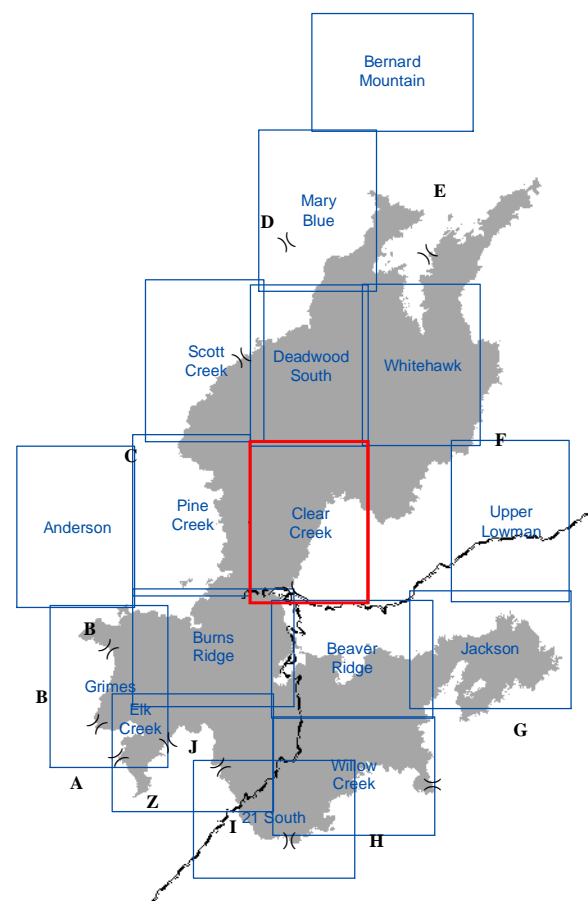 Bernard
Mountain
E
Mary
Blue
D
Scott
Creek
Deadwood
South
Whitehawk
F
C
Anderson
Pine
Creek
Clear
Creek
Upper
Lowman
B
Burns
Ridge
Beaver
Ridge
Jackson
B
Grimes
Elk
Creek
G
J
A
Willow
Creek
Z
I
21 South
H